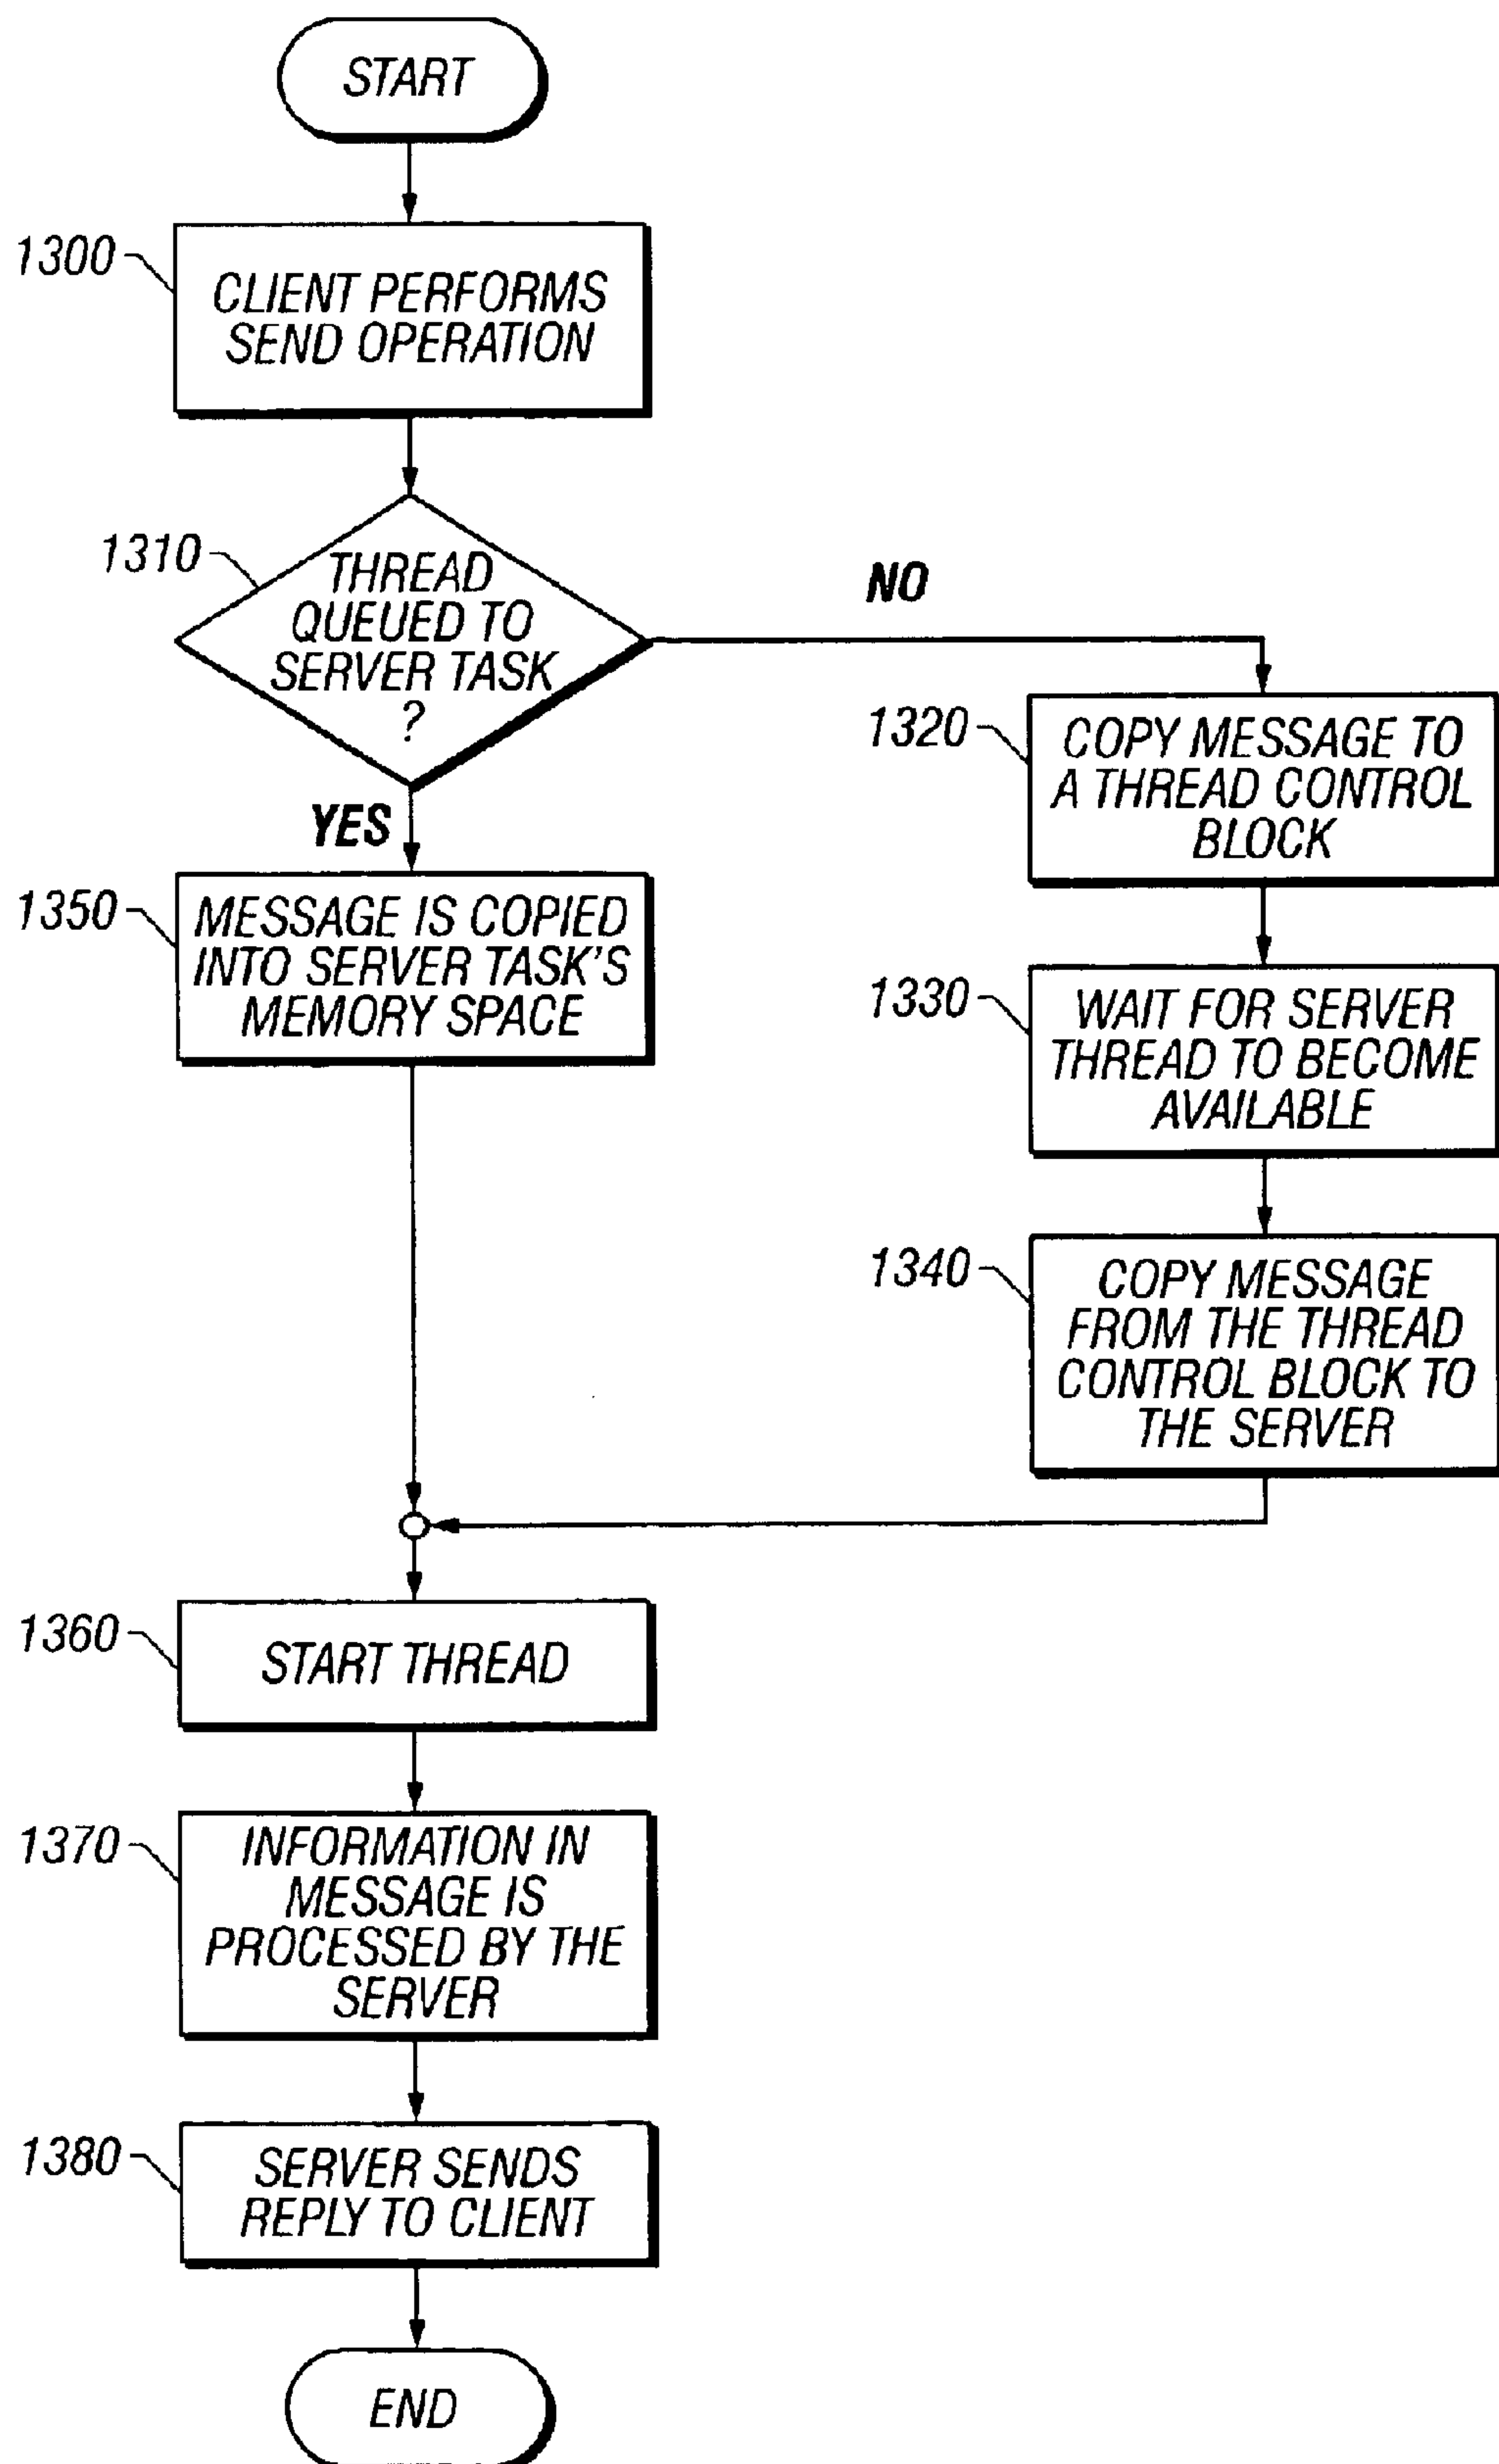 START
1300
CLIENT PERFORMS
SEND OPERATION
1310
THREAD
QUEUED TO
SERVER TASK
?
NO
YES
1320
COPY MESSAGE TO
A THREAD CONTROL
BLOCK
1350
MESSAGE IS COPIED
INTO SERVER TASK'S
MEMORY SPACE
1330
WAIT FOR SERVER
THREAD TO BECOME
AVAILABLE
1340
COPY MESSAGE
FROM THE THREAD
CONTROL BLOCK TO
THE SERVER
1360
START THREAD
1370
INFORMATION IN
MESSAGE IS
PROCESSED BY THE
SERVER
1380
SERVER SENDS
REPLY TO CLIENT
END